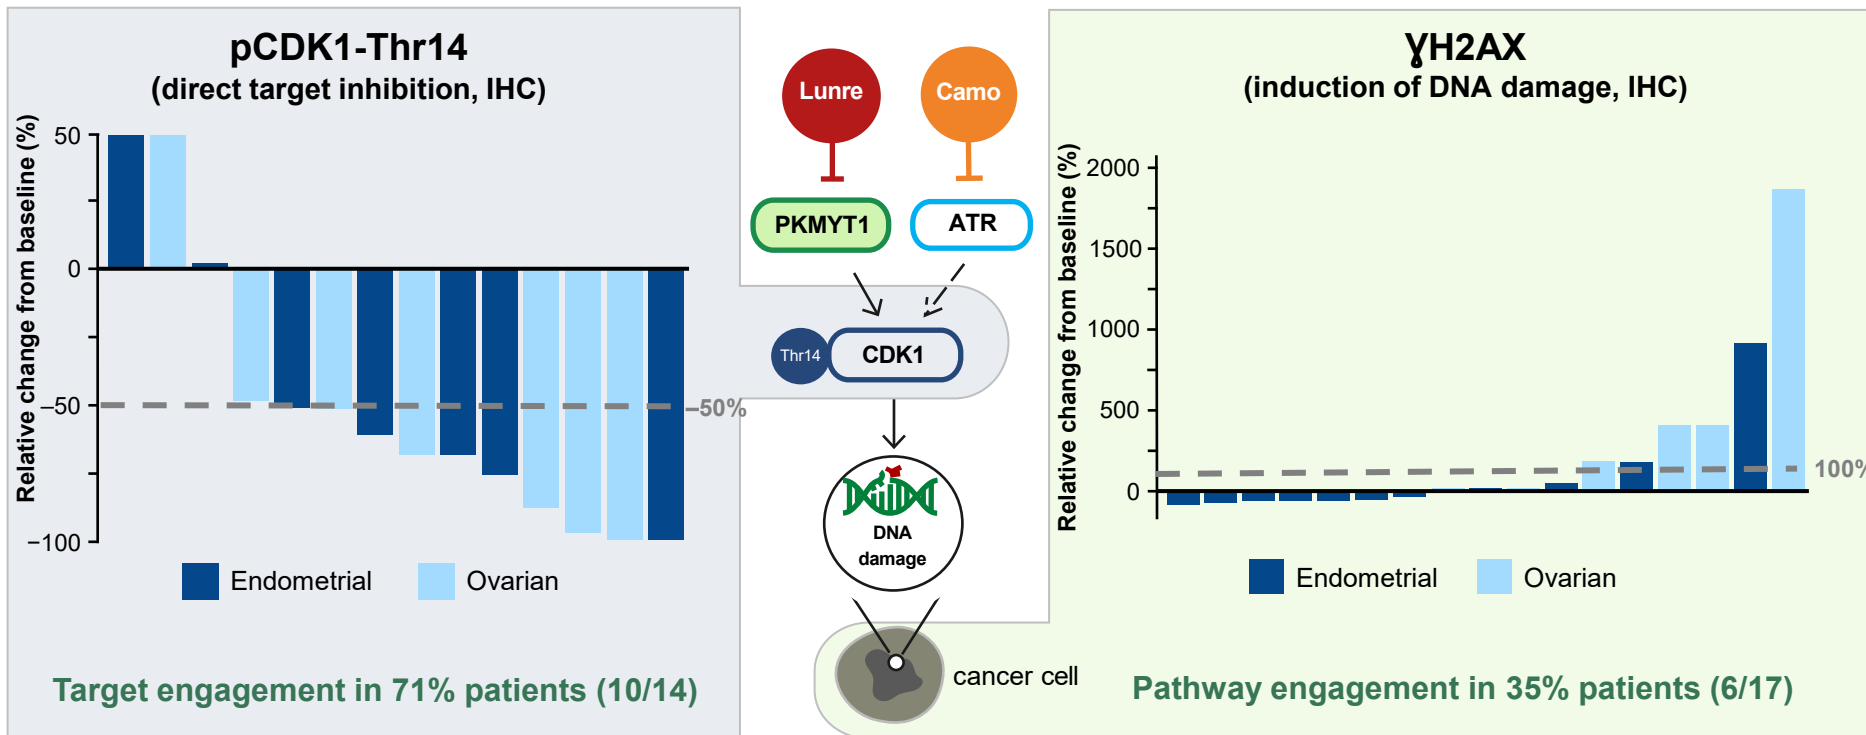 pCDK1-Thr14
(direct target inhibition, IHC)
Relative change from baseline (%)
50
0
−50
−100
−50%
Endometrial
Ovarian
Target engagement in 71% patients (10/14)
Lunre
Camo
PKMYT1
ATR
Thr14
CDK1
DNA
damage
cancer cell
ɣH2AX
(induction of DNA damage, IHC)
Relative change from baseline (%)
2000
1500
1000
500
0
100%
Endometrial
Ovarian
Pathway engagement in 35% patients (6/17)